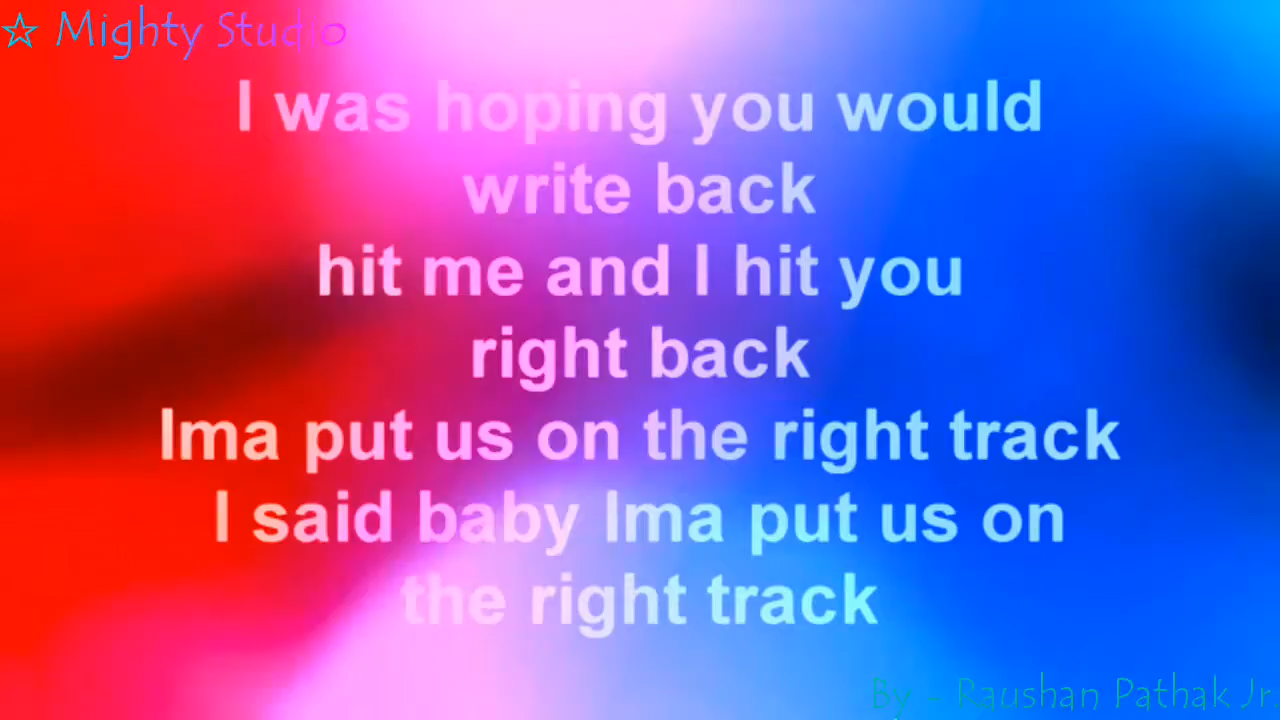 ☆ Mighty Studio
I was hoping you would
write back
hit me and I hit you
right back
Ima put us on the right track
I said baby Ima put us on
the right track
By - Raushan Pathak Jr